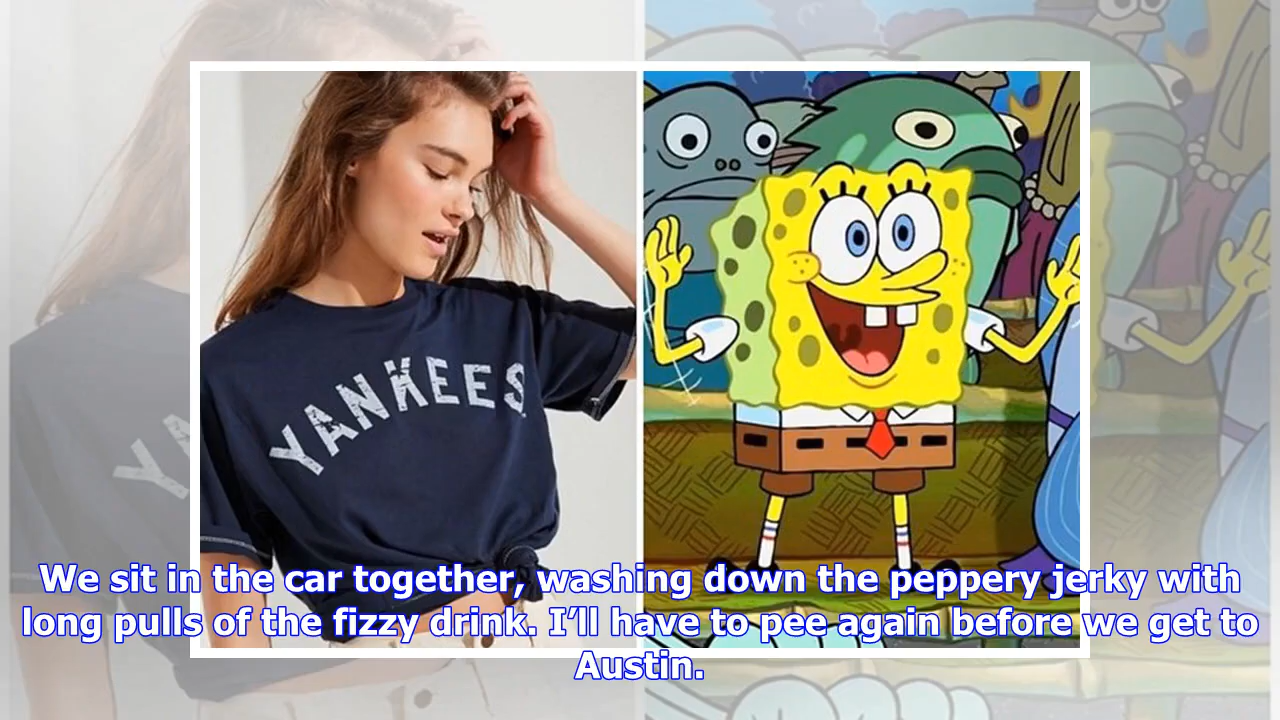 YANKEES
We sit in the car together, washing down the peppery jerky with
long pulls of the fizzy drink. I’ll have to pee again before we get to
Austin.